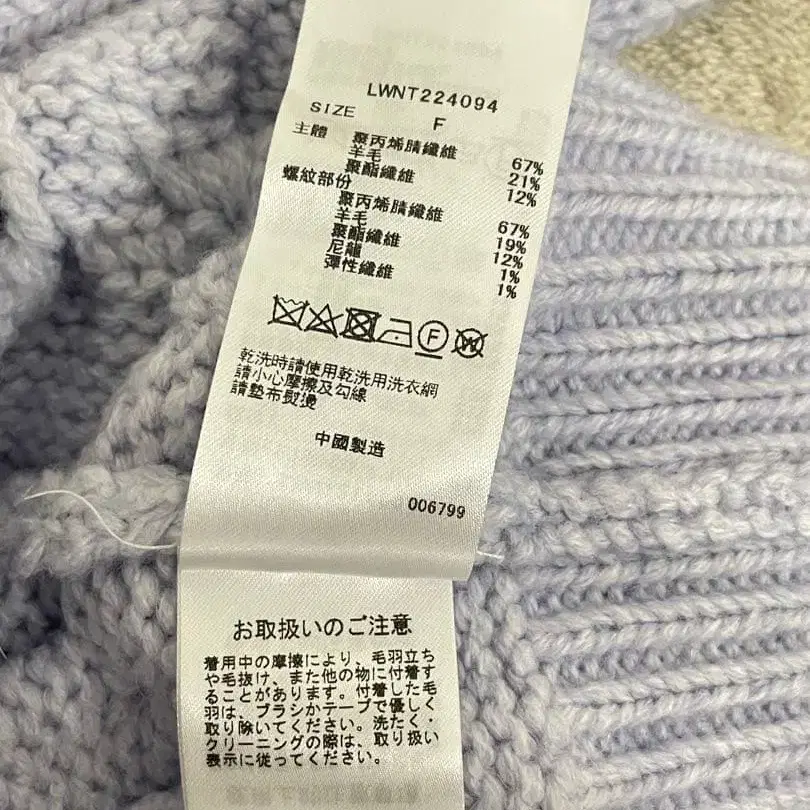 LWNT224094
SIZE F
主體 聚丙烯腈纖維 67%
羊毛 21%
聚酯纖維 12%
螺紋部份
聚丙烯腈纖維 67%
羊毛 19%
聚酯纖維 12%
尼龍 1%
彈性纖維 1%
F W
乾洗時請使用乾洗用洗衣網
請小心摩擦及勾線
請墊布熨燙
中國製造
006799
お取扱いのご注意
着用中の摩擦により、毛羽立ち
や毛抜け、また他の物に付着す
ることがあります。付着した毛
羽は、ブラシかテープで優しく
取り除いてください。洗たく・
クリーニングの際は、取り扱い
表示に従ってください。